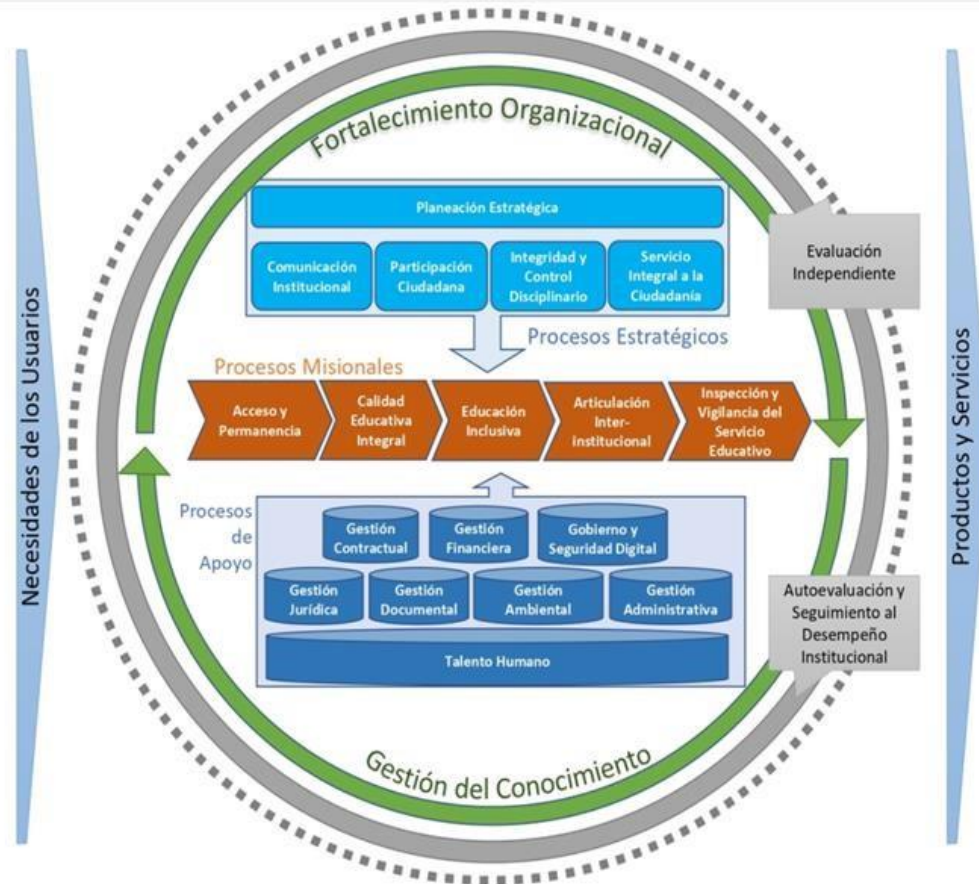 Fortalecimiento Organizacional
Necesidades de los Usuarios
Planeación Estratégica
Comunicación
Institucional
Participación
Ciudadana
Integridad y
Control
Disciplinario
Servicio
Integral a la
Ciudadanía
Evaluación
Independiente
Procesos Estratégicos
Procesos Misionales
Acceso y
Permanencia
Calidad
Educativa
Integral
Educación
Inclusiva
Articulación
Inter-
institucional
Inspección y
Vigilancia del
Servicio
Educativo
Productos y Servicios
Procesos
de
Apoyo
Gestión
Contractual
Gestión
Financiera
Gobierno y
Seguridad Digital
Gestión
Jurídica
Gestión
Documental
Gestión
Ambiental
Gestión
Administrativa
Talento Humano
Autoevaluación y
Seguimiento al
Desempeño
Institucional
Gestión del Conocimiento